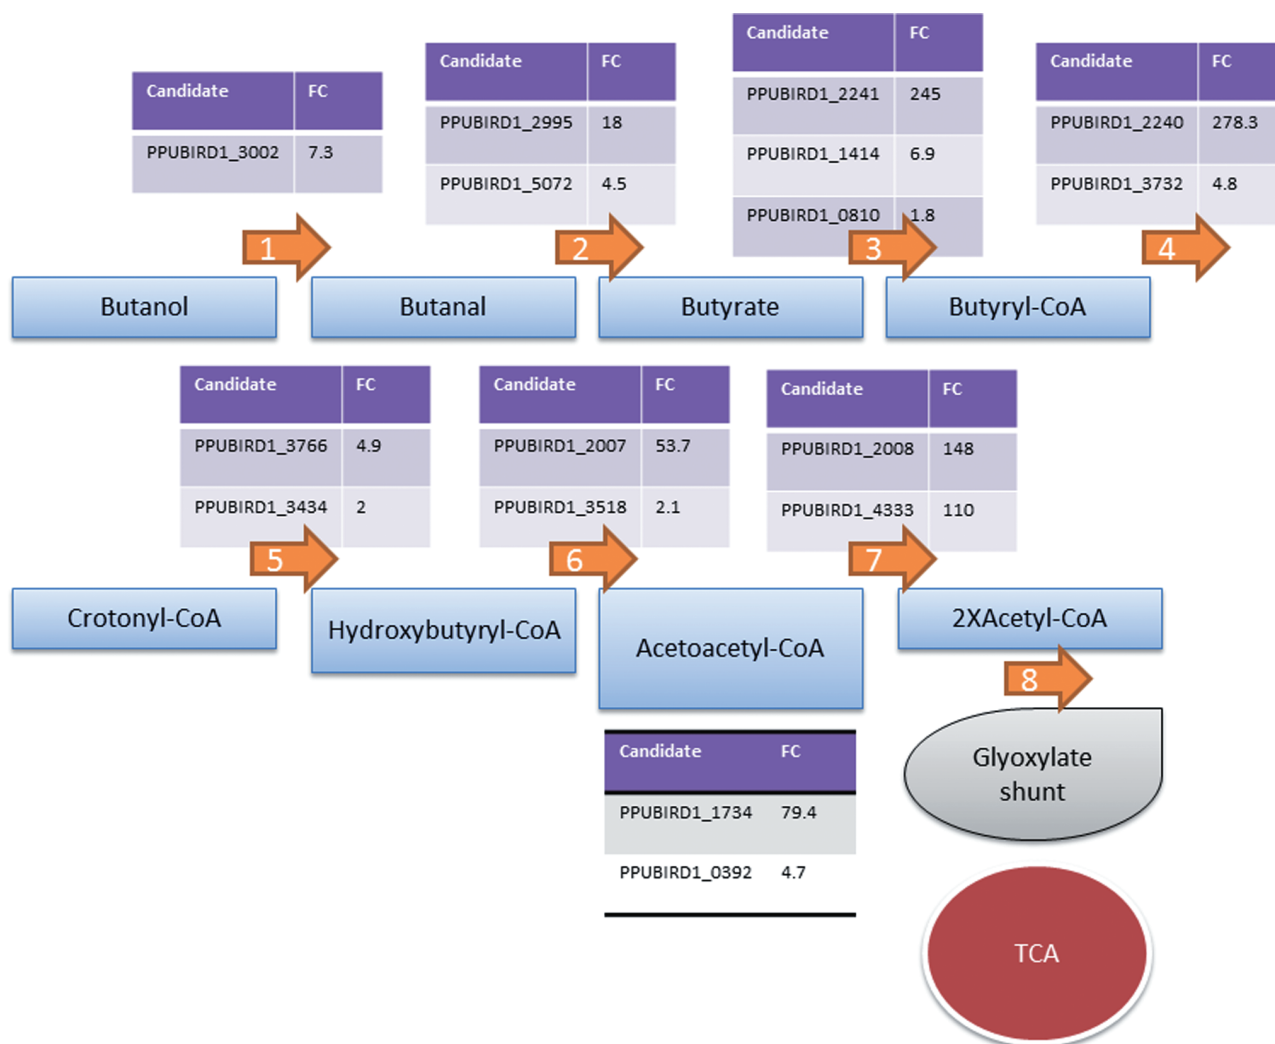 Candidate FC
PPUBIRD1_3002 7.3
Candidate FC
PPUBIRD1_2995 18
PPUBIRD1_5072 4.5
Candidate FC
PPUBIRD1_2241 245
PPUBIRD1_1414 6.9
PPUBIRD1_0810 1.8
Candidate FC
PPUBIRD1_2240 278.3
PPUBIRD1_3732 4.8
1
2
3
4
Butanol
Butanal
Butyrate
Butyryl-CoA
Candidate FC
PPUBIRD1_3766 4.9
PPUBIRD1_3434 2
Candidate FC
PPUBIRD1_2007 53.7
PPUBIRD1_3518 2.1
Candidate FC
PPUBIRD1_2008 148
PPUBIRD1_4333 110
5
6
7
Crotonyl-CoA
Hydroxybutyryl-CoA
Acetoacetyl-CoA
2XAcetyl-CoA
8
Candidate FC
PPUBIRD1_1734 79.4
PPUBIRD1_0392 4.7
Glyoxylate
shunt
TCA